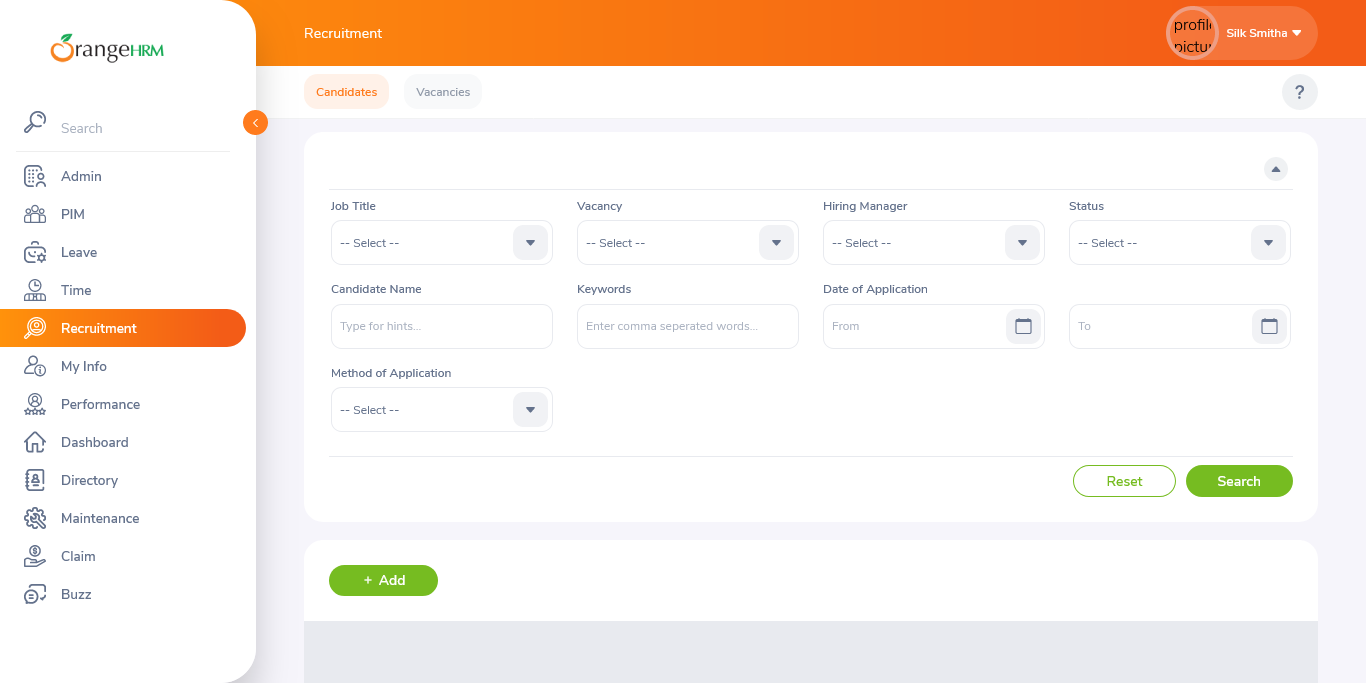 OrangeHRM
Recruitment
profile
pictu
Silk Smitha
Candidates
Vacancies
?
Search
Admin
PIM
Leave
Time
Recruitment
My Info
Performance
Dashboard
Directory
Maintenance
Claim
Buzz
Job Title
Vacancy
Hiring Manager
Status
-- Select --
-- Select --
-- Select --
-- Select --
Candidate Name
Keywords
Date of Application
Type for hints...
Enter comma seperated words...
From
To
Method of Application
-- Select --
Reset
Search
+ Add